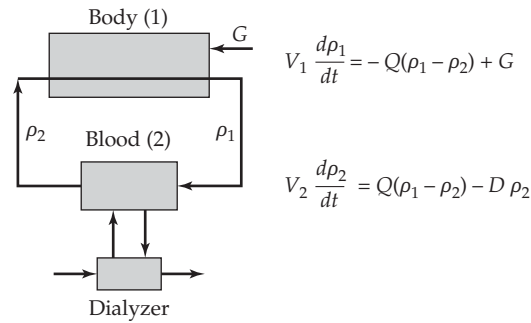 Body (1)
G
ρ2
ρ1
Blood (2)
Dialyzer
V1 dρ1/dt = – Q(ρ1 – ρ2) + G
V2 dρ2/dt = Q(ρ1 – ρ2) – D ρ2